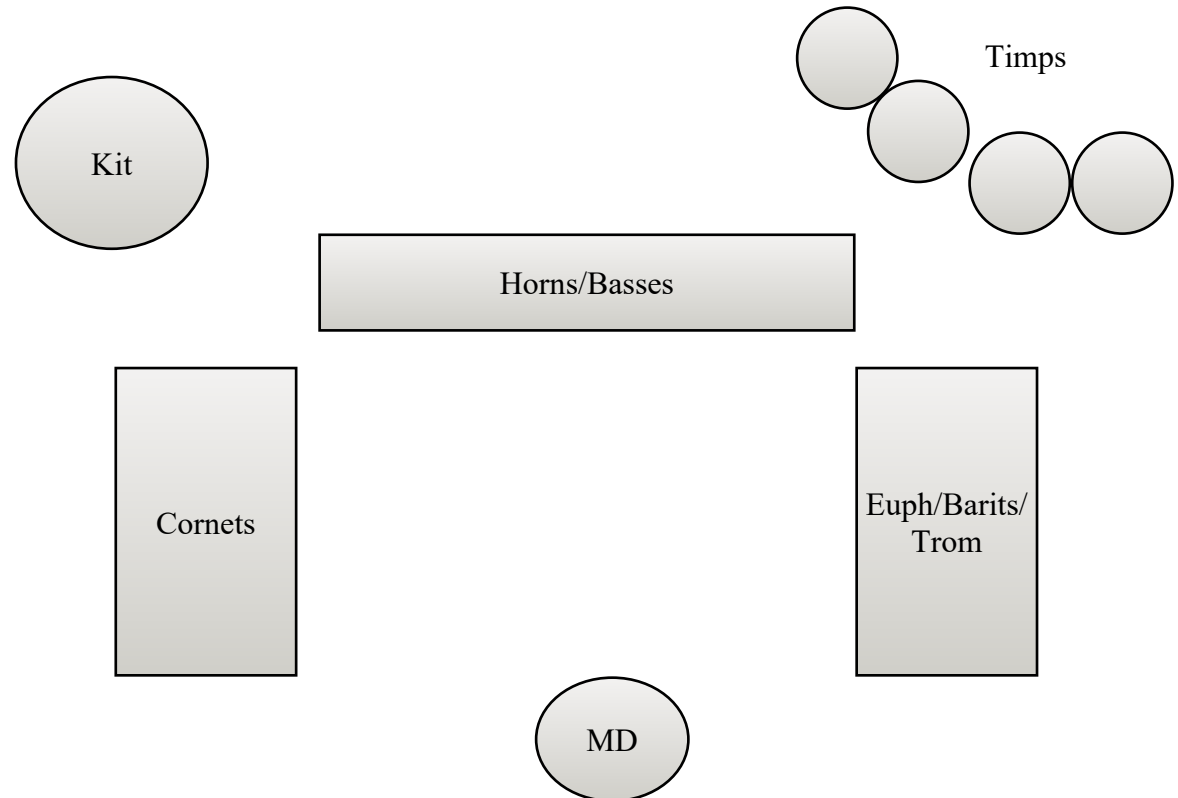 Timps
Kit
Horns/Basses
Cornets
Euph/Barits/
Trom
MD